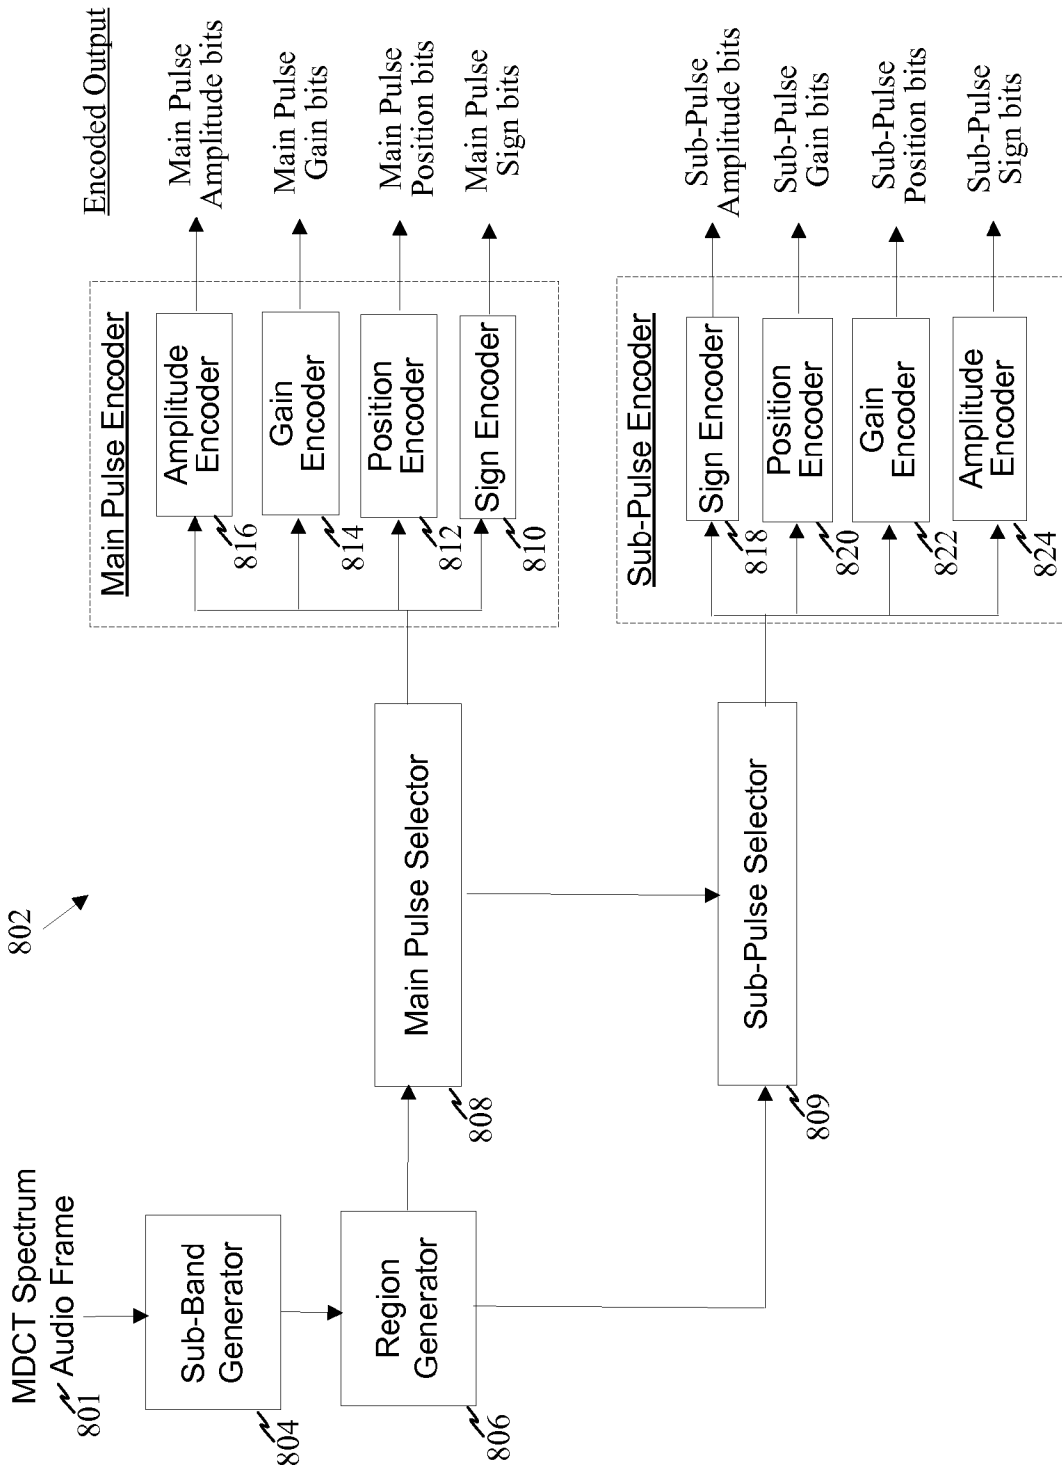 802
MDCT Spectrum
Audio Frame
801
Sub-Band
Generator
804
Region
Generator
806
Main Pulse Selector
808
Sub-Pulse Selector
809
Main Pulse Encoder
Amplitude
Encoder
816
Gain
Encoder
814
Position
Encoder
812
Sign Encoder
810
Sub-Pulse Encoder
Sign Encoder
818
Position
Encoder
820
Gain
Encoder
822
Amplitude
Encoder
824
Encoded Output
Main Pulse
Amplitude bits
Main Pulse
Gain bits
Main Pulse
Position bits
Main Pulse
Sign bits
Sub-Pulse
Amplitude bits
Sub-Pulse
Gain bits
Sub-Pulse
Position bits
Sub-Pulse
Sign bits